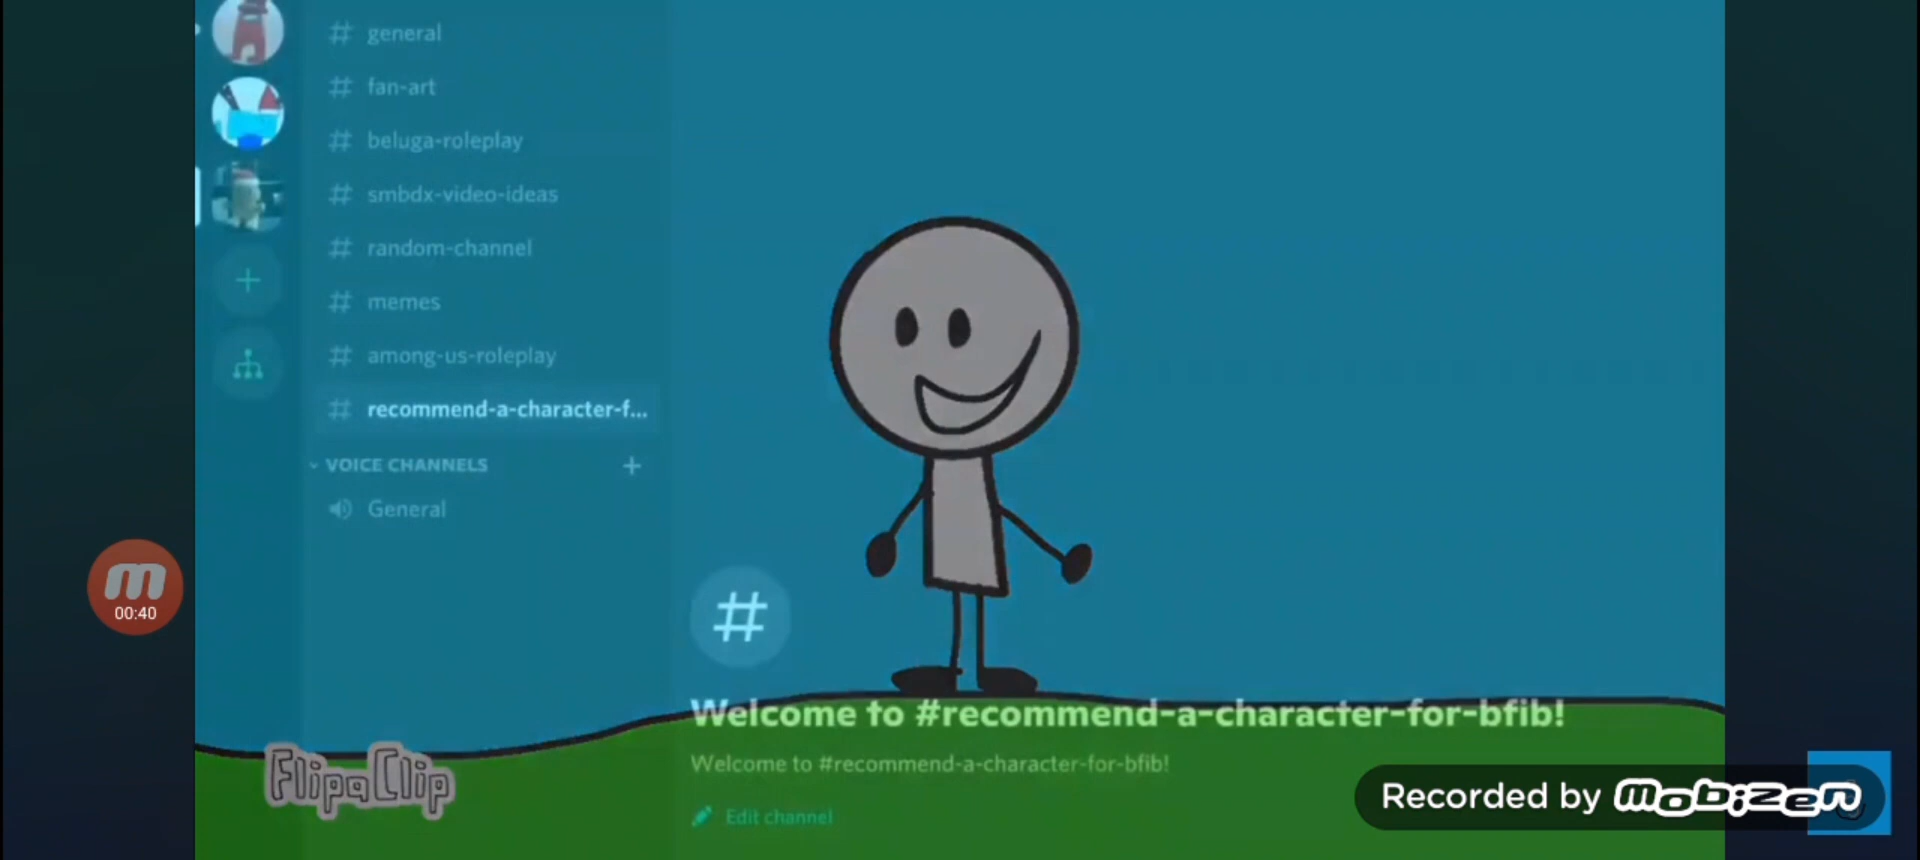 # general
# fan-art
# beluga-roleplay
# smbdx-video-ideas
# random-channel
# memes
# among-us-roleplay
# recommend-a-character-f...
VOICE CHANNELS +
General
m
00:40
#
Welcome to #recommend-a-character-for-bfib!
Welcome to #recommend-a-character-for-bfib!
Edit channel
FlipaClip
Recorded by mobizen